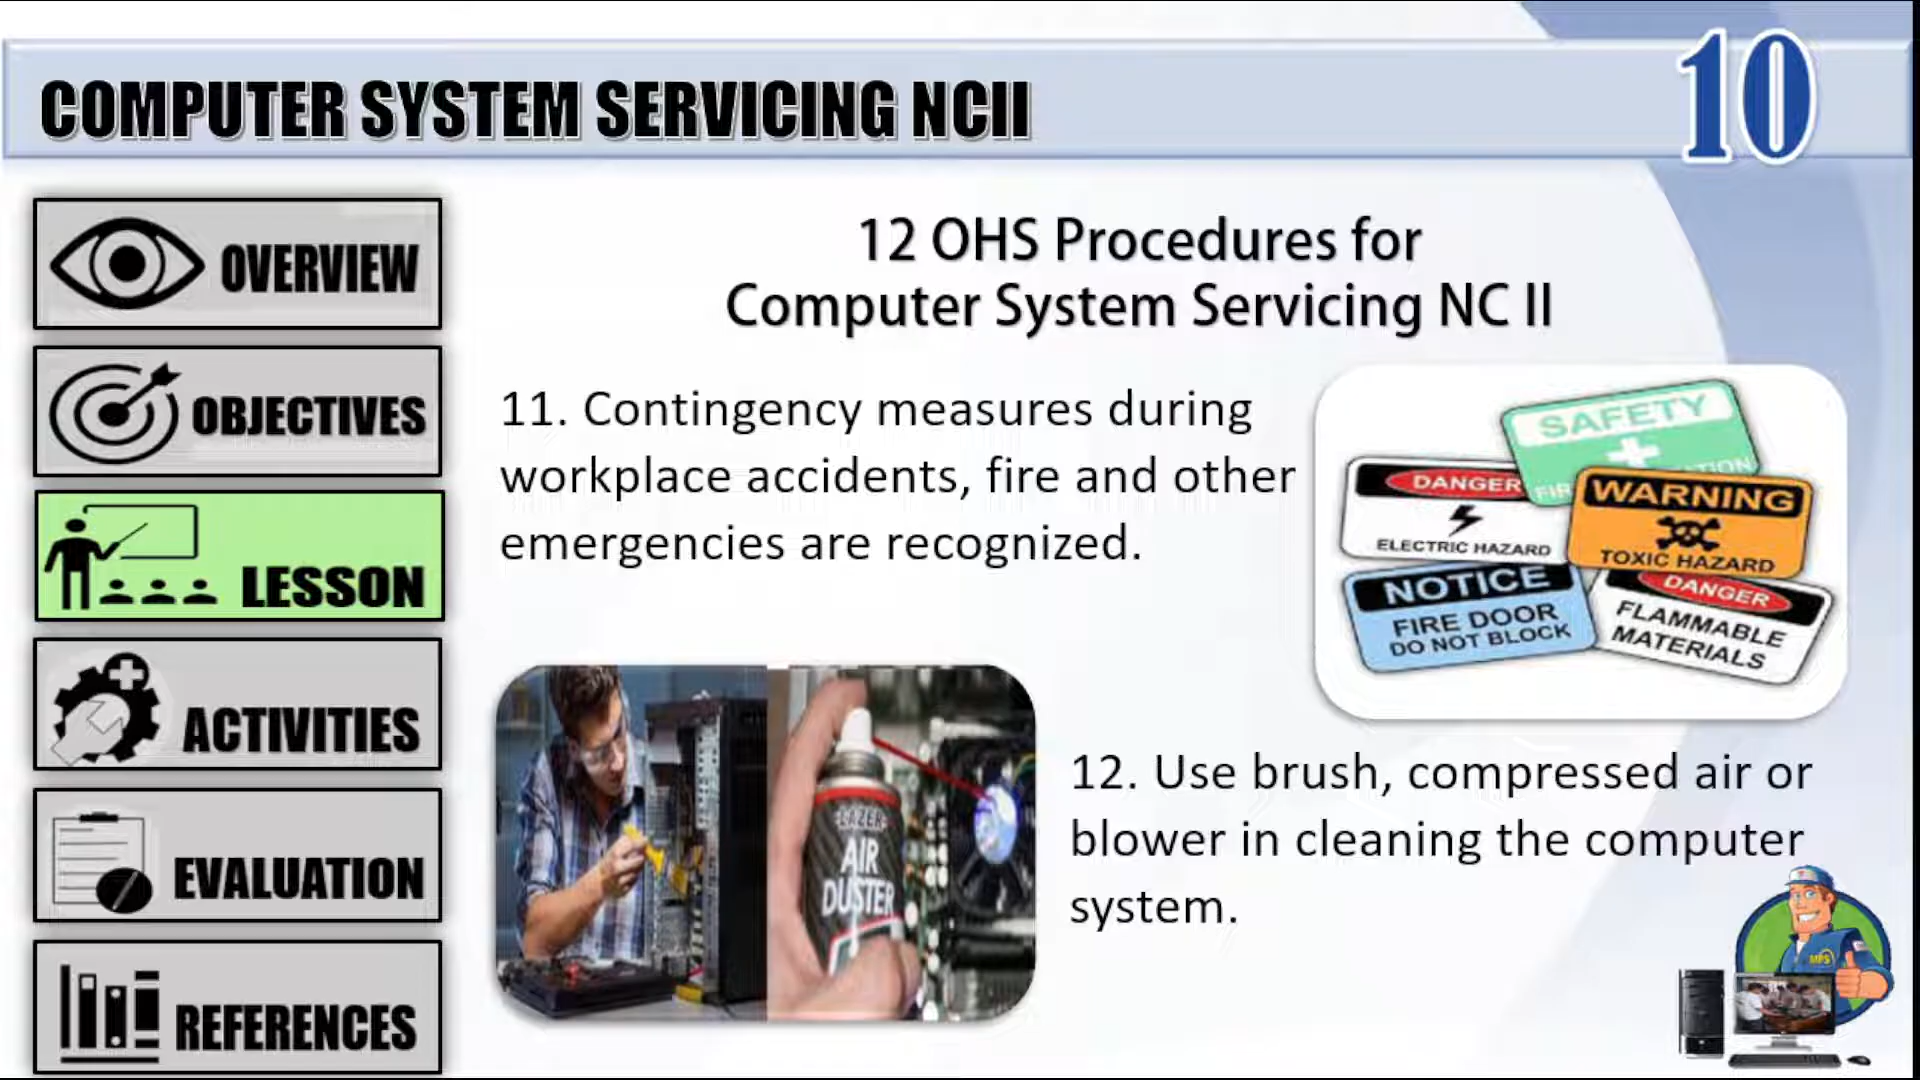 COMPUTER SYSTEM SERVICING NCII
10
OVERVIEW
OBJECTIVES
LESSON
ACTIVITIES
EVALUATION
REFERENCES
12 OHS Procedures for
Computer System Servicing NC II
11. Contingency measures during
workplace accidents, fire and other
emergencies are recognized.
SAFETY
DANGER
ELECTRIC HAZARD
WARNING
TOXIC HAZARD
NOTICE
FIRE DOOR
DO NOT BLOCK
DANGER
FLAMMABLE
MATERIALS
LAZER
AIR
DUSTER
12. Use brush, compressed air or
blower in cleaning the computer
system.
MPS